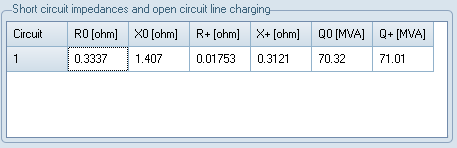 Short circuit impedances and open circuit line charging
Circuit R0 [ohm] X0 [ohm] R+ [ohm] X+ [ohm] Q0 [MVA] Q+ [MVA]
1 0.3337 1.407 0.01753 0.3121 70.32 71.01